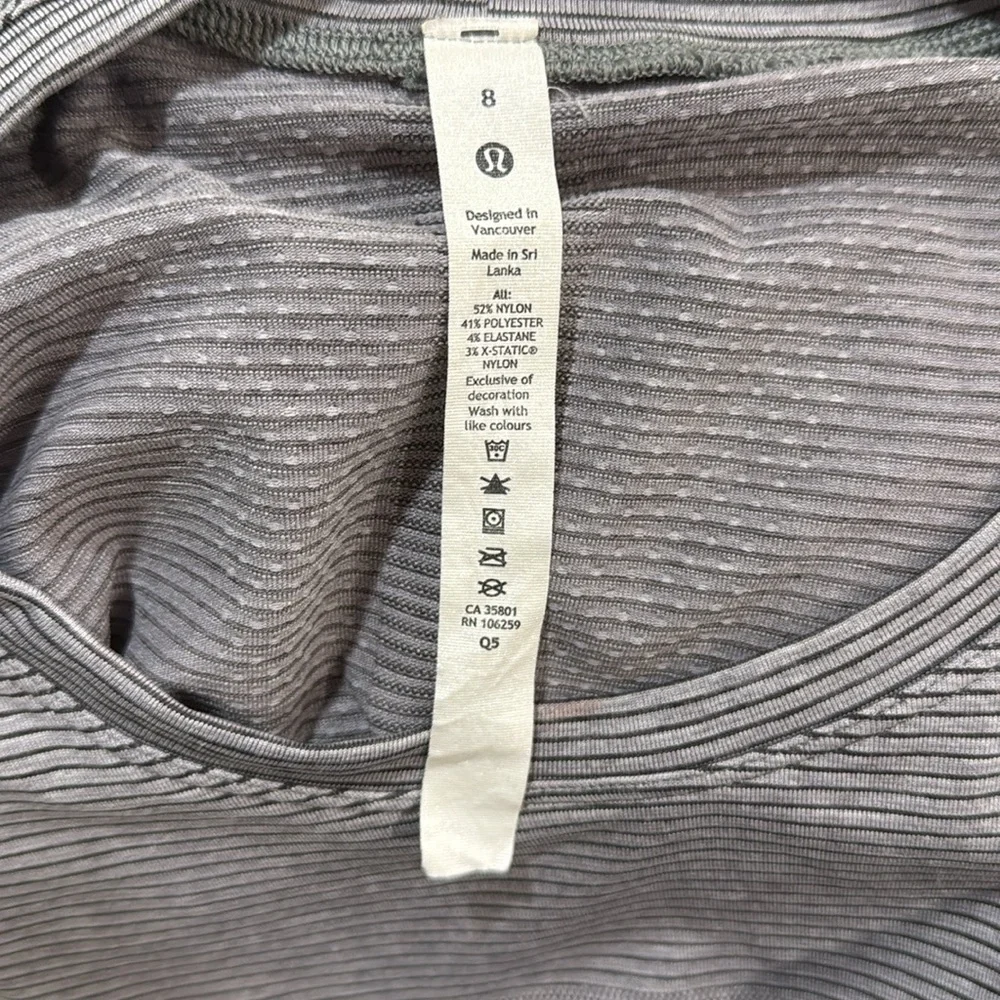 8
Designed in
Vancouver
Made in Sri
Lanka
All:
52% NYLON
41% POLYESTER
4% ELASTANE
3% X-STATIC®
NYLON
Exclusive of
decoration
Wash with
like colours
30C
CA 35801
RN 106259
Q5